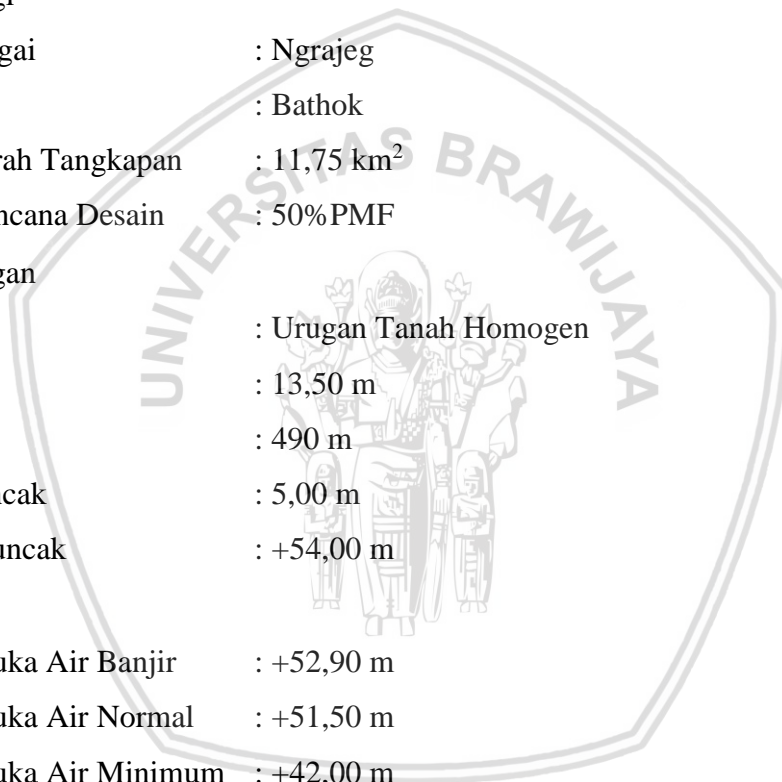 gai : Ngrajeg
: Bathok
rah Tangkapan : 11,75 km²
ncana Desain : 50%PMF
gan
: Urugan Tanah Homogen
: 13,50 m
: 490 m
ncak : 5,00 m
uncak : +54,00 m
uka Air Banjir : +52,90 m
uka Air Normal : +51,50 m
uka Air Minimum : +42,00 m
UNIVERSITAS BRAWIJAYA